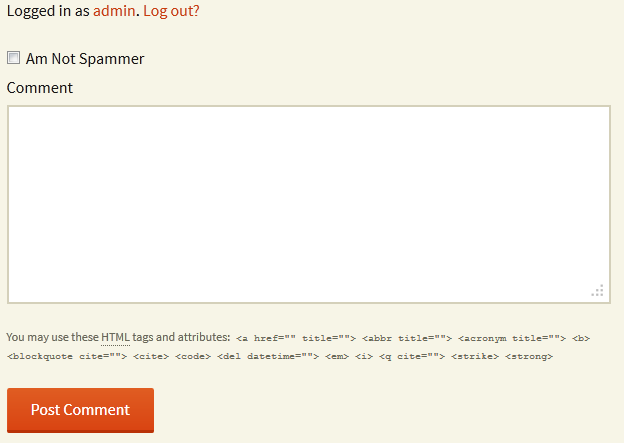 Logged in as admin. Log out?
Am Not Spammer
Comment
You may use these HTML tags and attributes: <a href="" title=""> <abbr title=""> <acronym title=""> <b>
<blockquote cite=""> <cite> <code> <del datetime=""> <em> <i> <q cite=""> <strike> <strong>
Post Comment